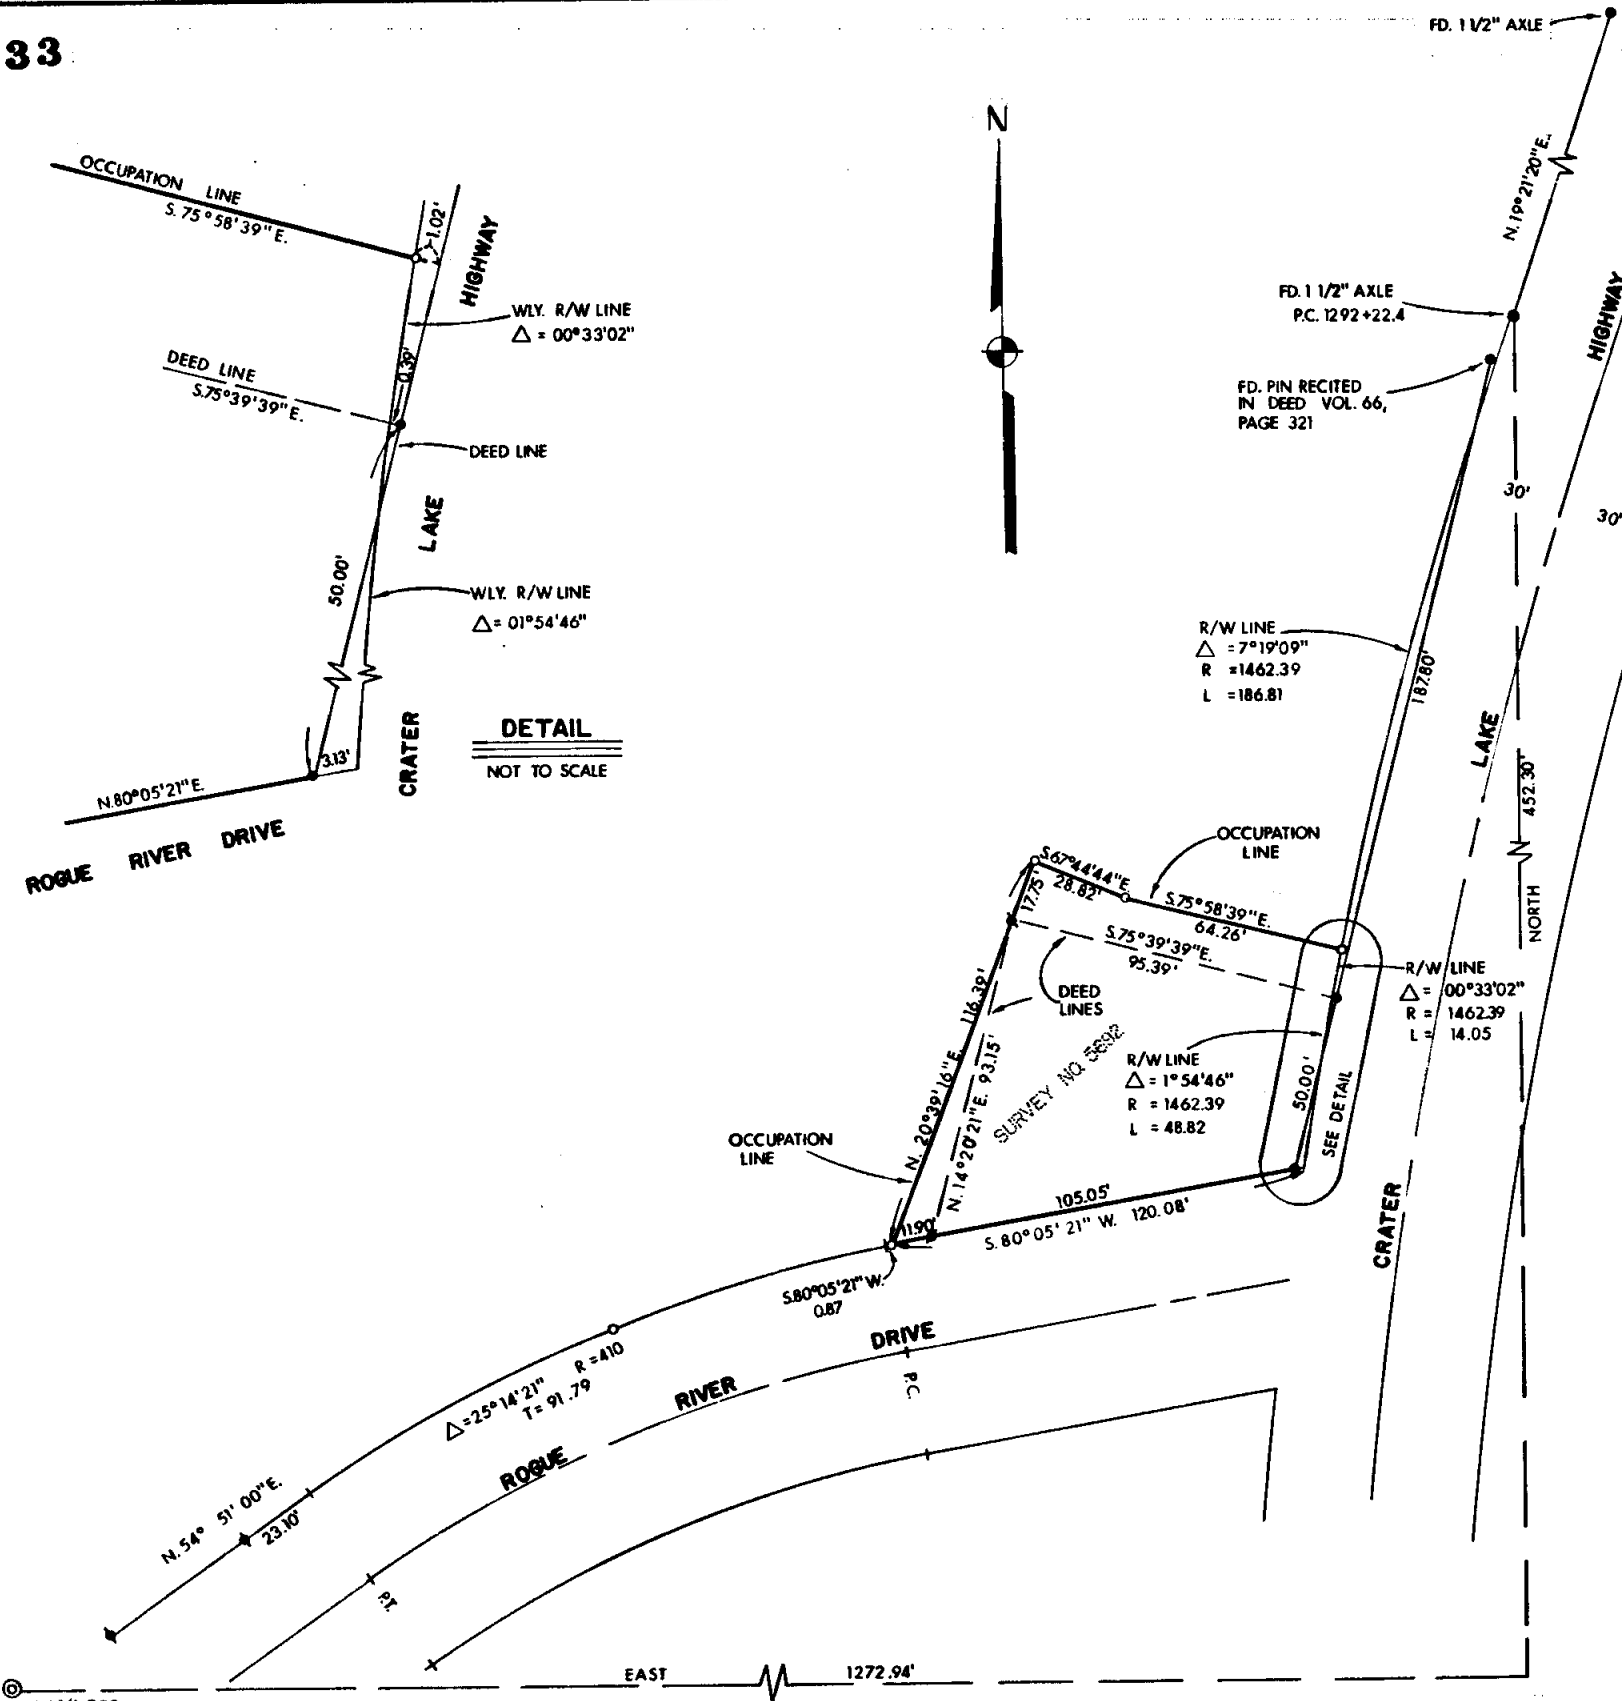 33
FD. 1 1/2" AXLE
N
N.19°21'20"E.
OCCUPATION LINE
S. 75°58'39"E.
1.02'
HIGHWAY
WLY. R/W LINE
△ = 00°33'02"
0.39'
DEED LINE
S.75°39'39"E.
DEED LINE
LAKE
50.00'
WLY. R/W LINE
△= 01°54'46"
CRATER
DETAIL
NOT TO SCALE
3.13'
N.80°05'21"E.
ROGUE RIVER DRIVE
FD. 1 1/2" AXLE
P.C. 1292+22.4
HIGHWAY
FD. PIN RECITED
IN DEED VOL. 66,
PAGE 321
30'
30'
R/W LINE
△ = 7°19'09"
R =1462.39
L =186.81
187.80'
LAKE
452.30'
NORTH
OCCUPATION
LINE
S.67°44'44"E.
28.82'
17.75'
S.75°58'39"E.
64.26'
S.75°39'39"E.
95.39'
DEED
LINES
R/W LINE
△= 00°33'02"
R = 1462.39
L = 14.05
116.39'
N. 20°39'16"E.
N. 14°20'21"E. 93.15'
SURVEY NO. 5692
R/W LINE
△ = 1°54'46"
R = 1462.39
L = 48.82
50.00'
SEE DETAIL
OCCUPATION
LINE
105.05'
11.90'
S. 80°05'21" W. 120.08'
CRATER
S.80°05'21"W.
0.87
R =410
△=25°14'21"
T= 91.79
ROGUE RIVER DRIVE
P.C.
N. 54° 51' 00"E.
23.10'
P.T.
EAST 1272.94'